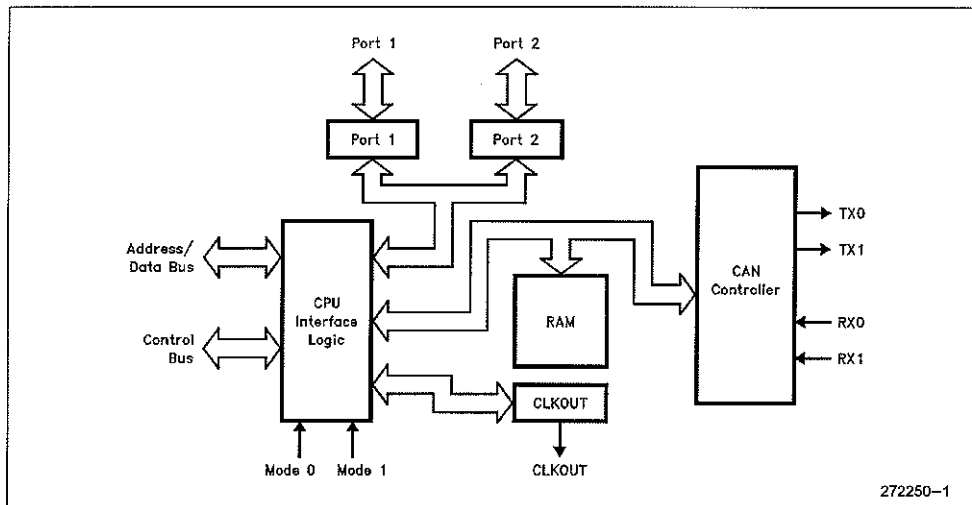 Port 1
Port 2
Port 1
Port 2
Address/
Data Bus
Control
Bus
CPU
Interface
Logic
RAM
CLKOUT
CAN
Controller
TX0
TX1
RX0
RX1
Mode 0
Mode 1
CLKOUT
272250–1